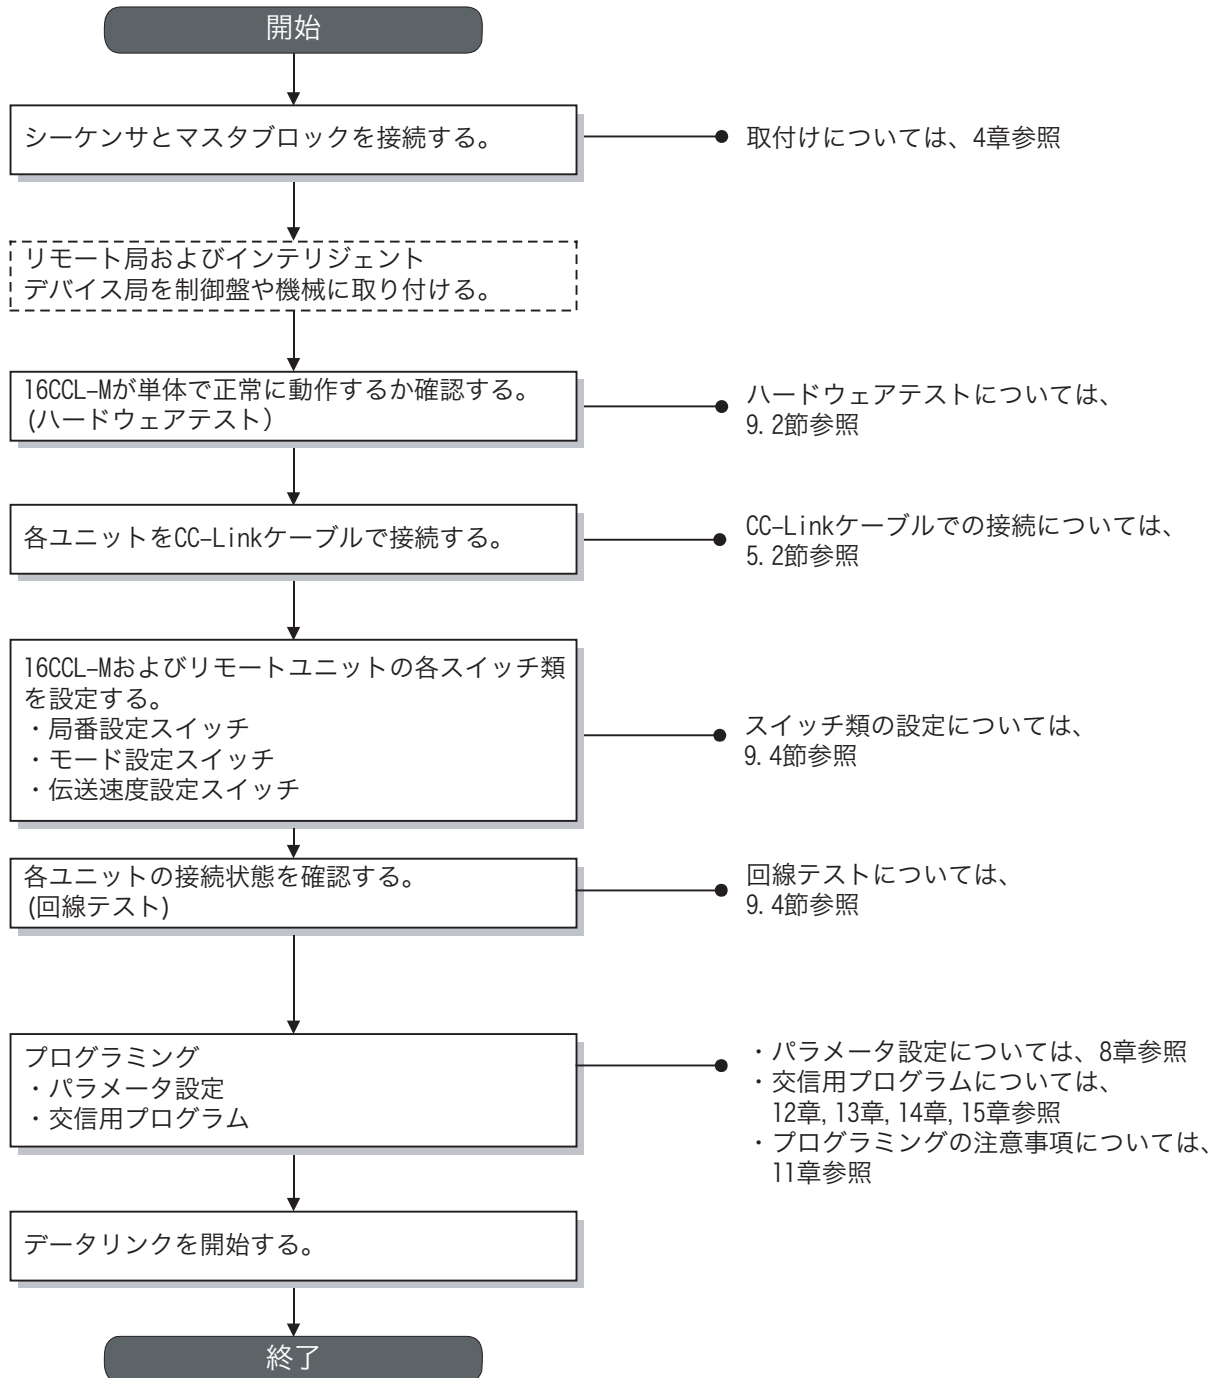 開始
シーケンサとマスタブロックを接続する。
取付けについては、4章参照
リモート局およびインテリジェント
デバイス局を制御盤や機械に取り付ける。
16CCL-Mが単体で正常に動作するか確認する。
(ハードウェアテスト)
ハードウェアテストについては、
9.2節参照
各ユニットをCC-Linkケーブルで接続する。
CC-Linkケーブルでの接続については、
5.2節参照
16CCL-Mおよびリモートユニットの各スイッチ類
を設定する。
・局番設定スイッチ
・モード設定スイッチ
・伝送速度設定スイッチ
スイッチ類の設定については、
9.4節参照
各ユニットの接続状態を確認する。
(回線テスト)
回線テストについては、
9.4節参照
プログラミング
・パラメータ設定
・交信用プログラム
・パラメータ設定については、8章参照
・交信用プログラムについては、
12章,13章,14章,15章参照
・プログラミングの注意事項については、
11章参照
データリンクを開始する。
終了